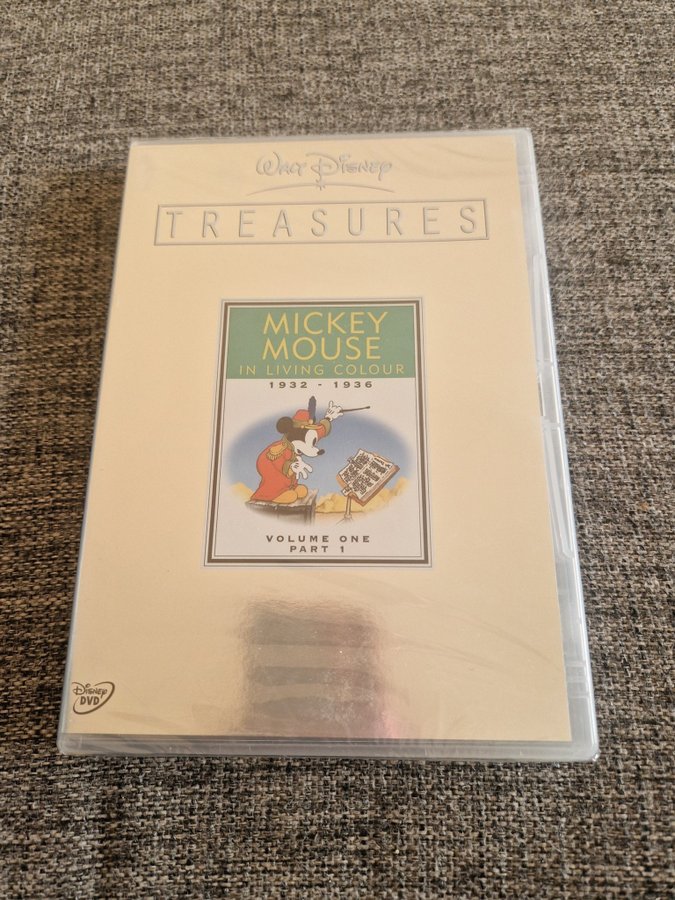 Walt Disney
TREASURES
MICKEY
MOUSE
IN LIVING COLOUR
1932 - 1936
VOLUME ONE
PART 1
Disney
DVD